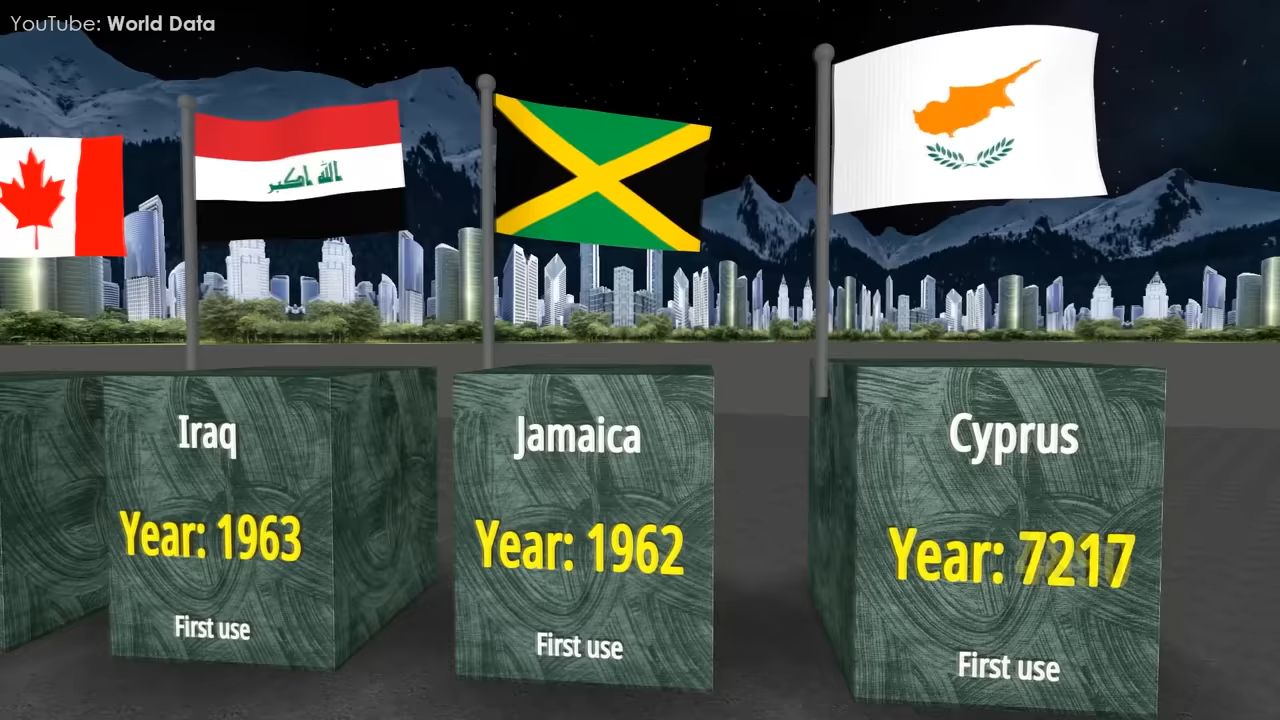 YouTube: World Data
الله اكبر
Iraq
Year: 1963
First use
Jamaica
Year: 1962
First use
Cyprus
Year: 7217
First use